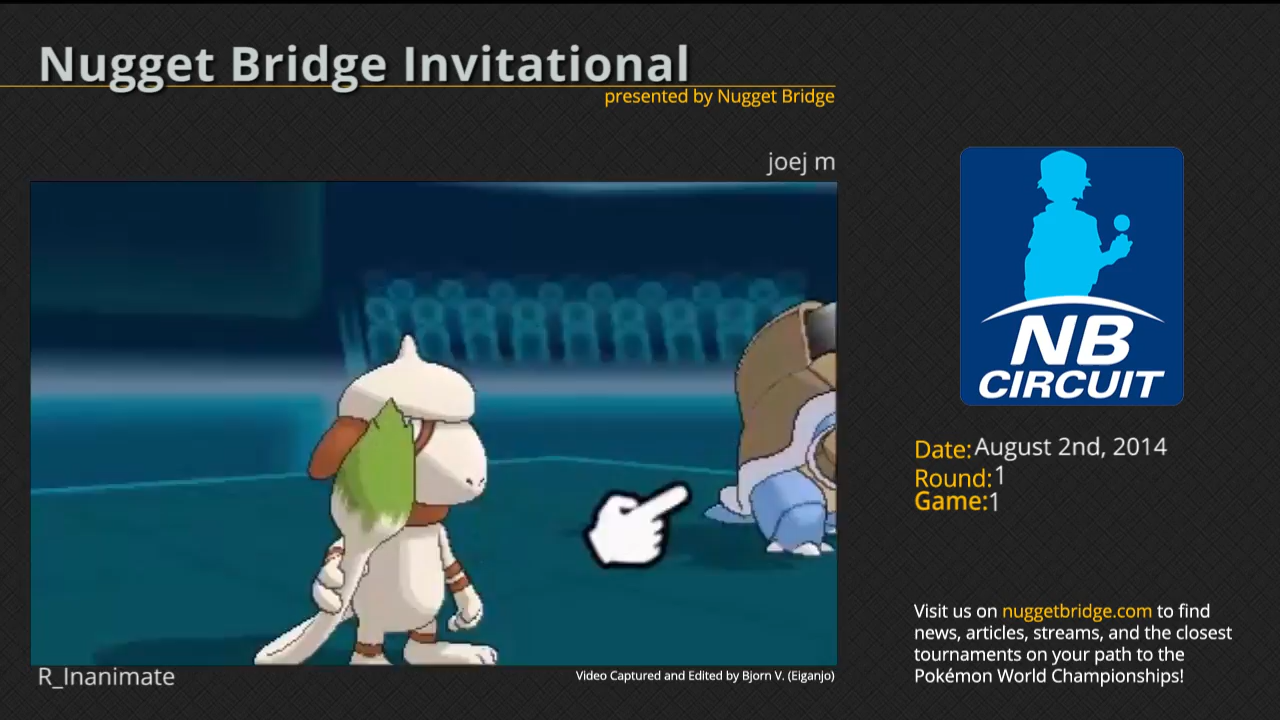 Nugget Bridge Invitational
presented by Nugget Bridge
joej m
NB
CIRCUIT
Date: August 2nd, 2014
Round: 1
Game: 1
Visit us on nuggetbridge.com to find
news, articles, streams, and the closest
tournaments on your path to the
Pokémon World Championships!
R_Inanimate
Video Captured and Edited by Bjorn V. (Eiganjo)